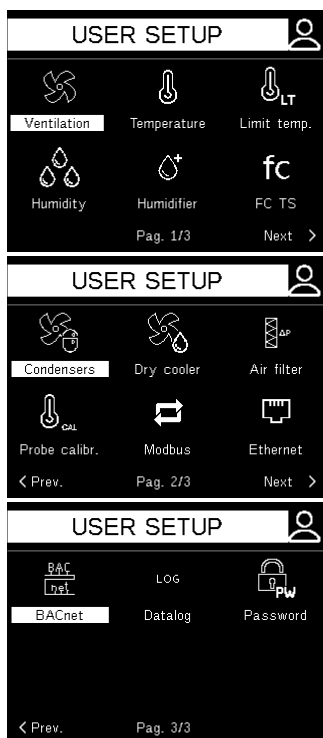 USER SETUP
LT
Ventilation Temperature Limit temp.
fc
Humidity Humidifier FC TS
Pag. 1/3 Next >
USER SETUP
ΔP
Condensers Dry cooler Air filter
CAL
Probe calibr. Modbus Ethernet
< Prev. Pag. 2/3 Next >
USER SETUP
BAC
net LOG PW
BACnet Datalog Password
< Prev. Pag. 3/3